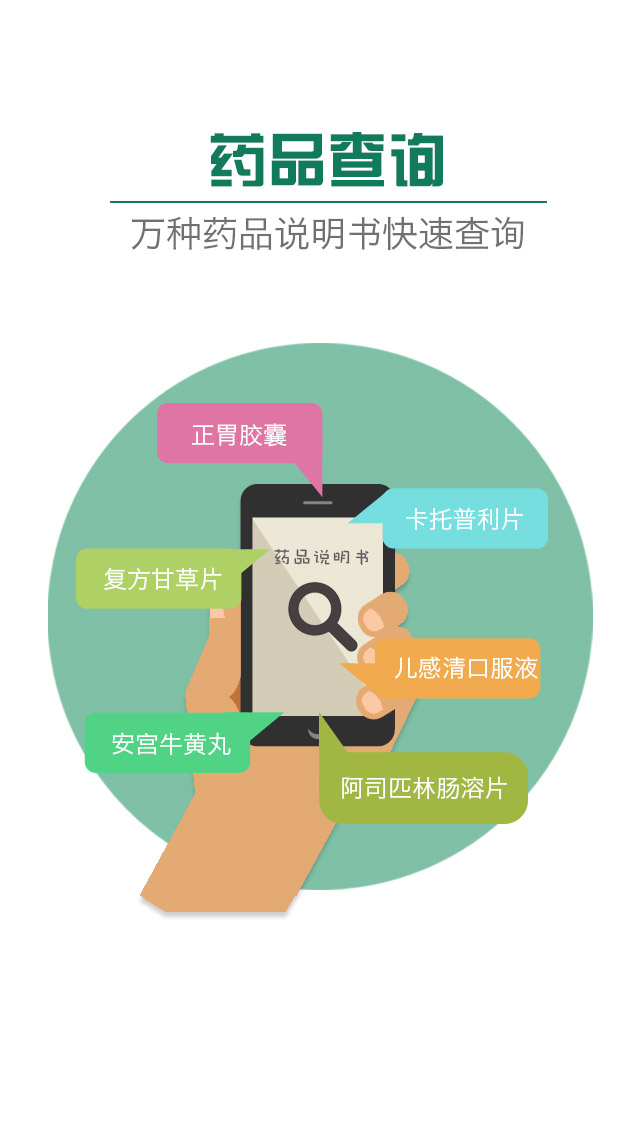 药品查询
万种药品说明书快速查询
正胃胶囊
卡托普利片
药品说明书
复方甘草片
儿感清口服液
安宫牛黄丸
阿司匹林肠溶片